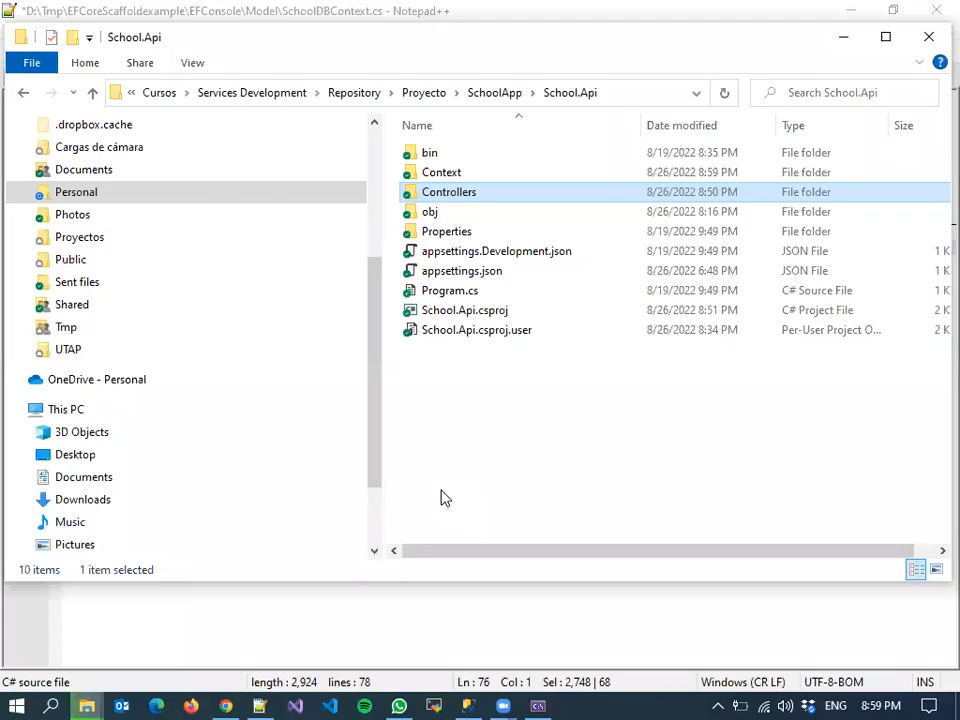 *D:\Tmp\EFCoreScaffoldexample\EFConsole\Model\SchoolDBContext.cs - Notepad++
School.Api
File Home Share View
« Cursos > Services Development > Repository > Proyecto > SchoolApp > School.Api
Search School.Api
Name Date modified Type Size
.dropbox.cache
Cargas de cámara
Documents
Personal
Photos
Proyectos
Public
Sent files
Shared
Tmp
UTAP
OneDrive - Personal
This PC
3D Objects
Desktop
Documents
Downloads
Music
Pictures
bin 8/19/2022 8:35 PM File folder
Context 8/26/2022 8:59 PM File folder
Controllers 8/26/2022 8:50 PM File folder
obj 8/26/2022 8:16 PM File folder
Properties 8/19/2022 9:49 PM File folder
appsettings.Development.json 8/19/2022 9:49 PM JSON File 1 K
appsettings.json 8/26/2022 6:48 PM JSON File 1 K
Program.cs 8/19/2022 9:49 PM C# Source File 1 K
School.Api.csproj 8/26/2022 8:51 PM C# Project File 2 K
School.Api.csproj.user 8/26/2022 8:34 PM Per-User Project O... 2 K
10 items 1 item selected
C# source file length : 2,924 lines : 78 Ln : 76 Col : 1 Sel : 2,748 | 68 Windows (CR LF) UTF-8-BOM INS
ENG 8:59 PM